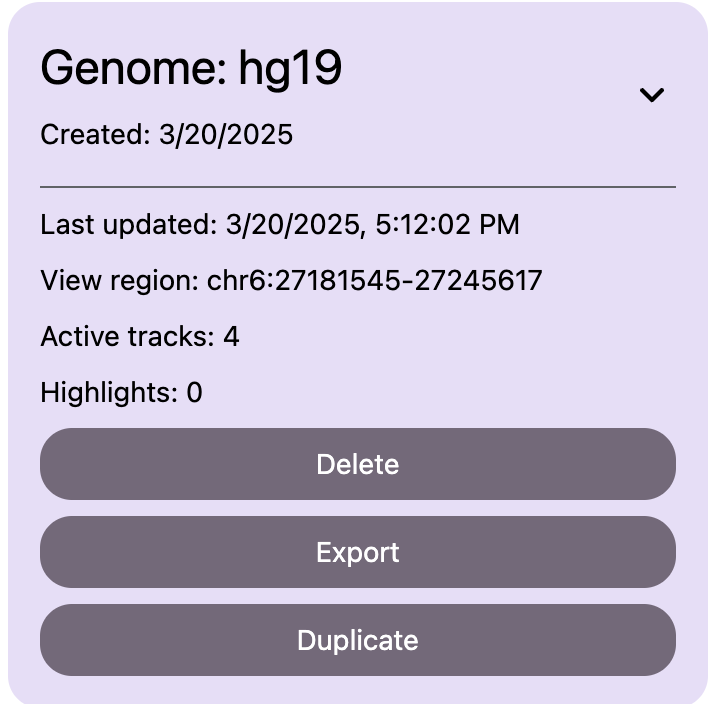 Genome: hg19
Created: 3/20/2025
Last updated: 3/20/2025, 5:12:02 PM
View region: chr6:27181545-27245617
Active tracks: 4
Highlights: 0
Delete
Export
Duplicate